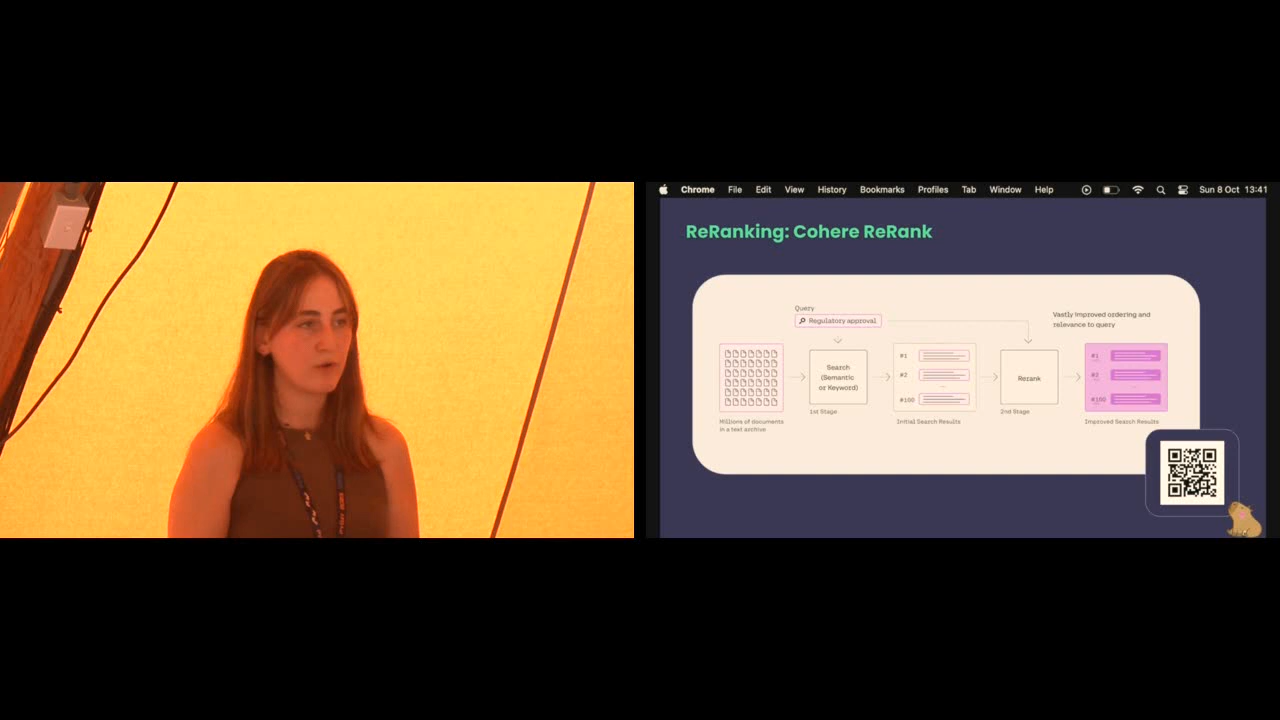 Chrome File Edit View History Bookmarks Profiles Tab Window Help Sun 8 Oct 13:41
ReRanking: Cohere ReRank
Query
Regulatory approval
Vastly improved ordering and
relevance to query
Search
(Semantic
or Keyword)
#1
#2
...
#100
Rerank
#1
#2
...
#100
1st Stage
2nd Stage
Millions of documents
in a text archive
Initial Search Results
Improved Search Results